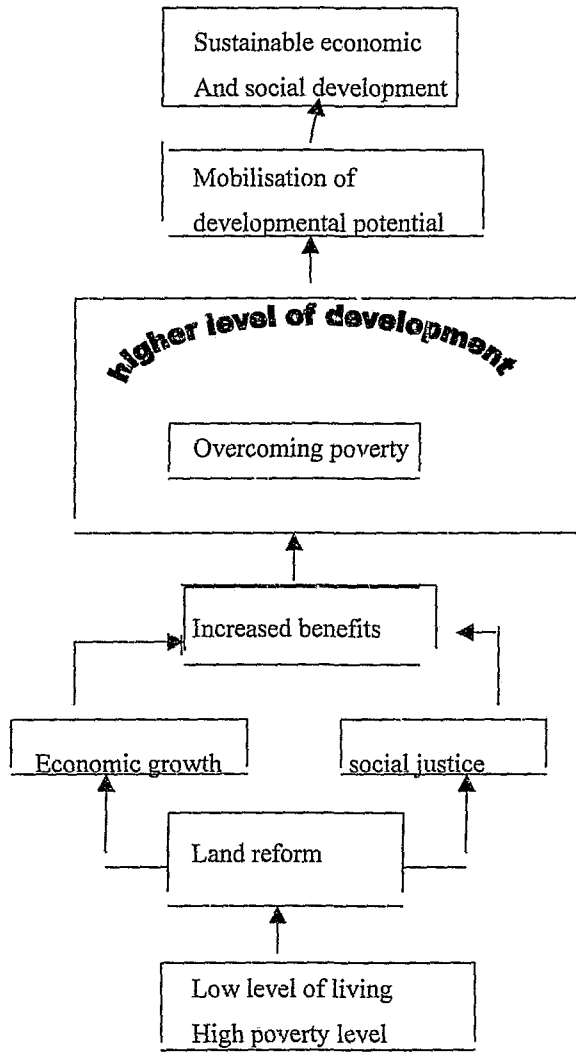 Sustainable economic
And social development
Mobilisation of
developmental potential
higher level of development
Overcoming poverty
Increased benefits
Economic growth
social justice
Land reform
Low level of living
High poverty level